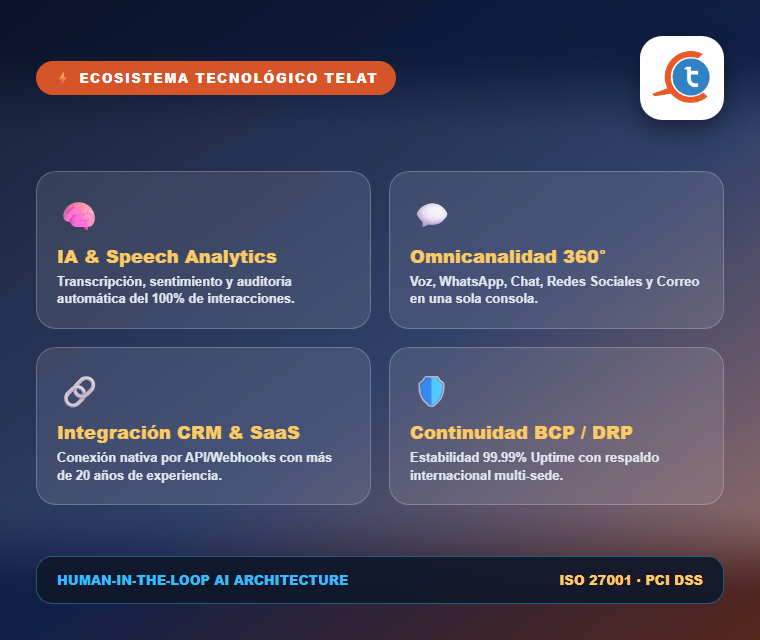 ECOSISTEMA TECNOLÓGICO TELAT
t
IA & Speech Analytics
Transcripción, sentimiento y auditoría
automática del 100% de interacciones.
Omnicanalidad 360°
Voz, WhatsApp, Chat, Redes Sociales y Correo
en una sola consola.
Integración CRM & SaaS
Conexión nativa por API/Webhooks con más
de 20 años de experiencia.
Continuidad BCP / DRP
Estabilidad 99.99% Uptime con respaldo
internacional multi-sede.
HUMAN-IN-THE-LOOP AI ARCHITECTURE
ISO 27001 · PCI DSS